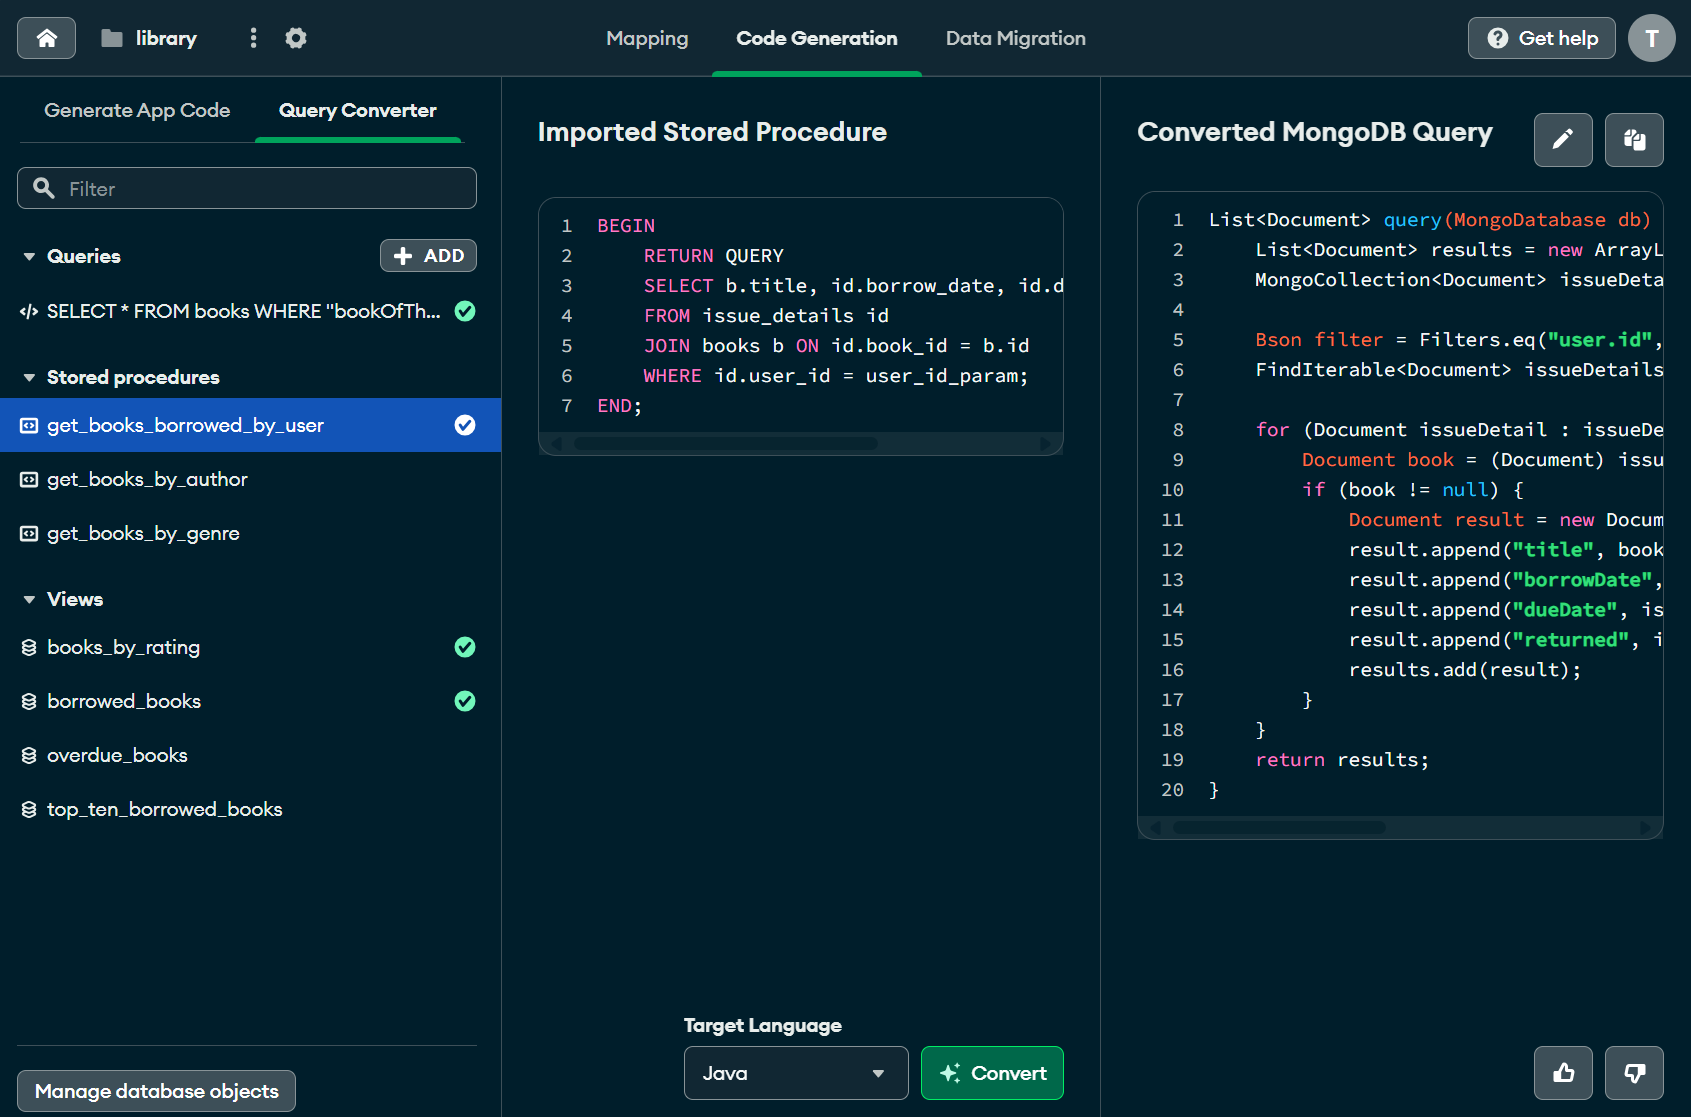 library
Mapping
Code Generation
Data Migration
Get help
T
Generate App Code
Query Converter
Filter
Queries
ADD
SELECT * FROM books WHERE "bookOfTh...
Stored procedures
get_books_borrowed_by_user
get_books_by_author
get_books_by_genre
Views
books_by_rating
borrowed_books
overdue_books
top_ten_borrowed_books
Manage database objects
Imported Stored Procedure
1 BEGIN
2 RETURN QUERY
3 SELECT b.title, id.borrow_date, id.d
4 FROM issue_details id
5 JOIN books b ON id.book_id = b.id
6 WHERE id.user_id = user_id_param;
7 END;
Target Language
Java
Convert
Converted MongoDB Query
1 List<Document> query(MongoDatabase db)
2 List<Document> results = new ArrayL
3 MongoCollection<Document> issueDeta
4
5 Bson filter = Filters.eq("user.id",
6 FindIterable<Document> issueDetails
7
8 for (Document issueDetail : issueDe
9 Document book = (Document) issu
10 if (book != null) {
11 Document result = new Docum
12 result.append("title", book
13 result.append("borrowDate",
14 result.append("dueDate", is
15 result.append("returned", i
16 results.add(result);
17 }
18 }
19 return results;
20 }